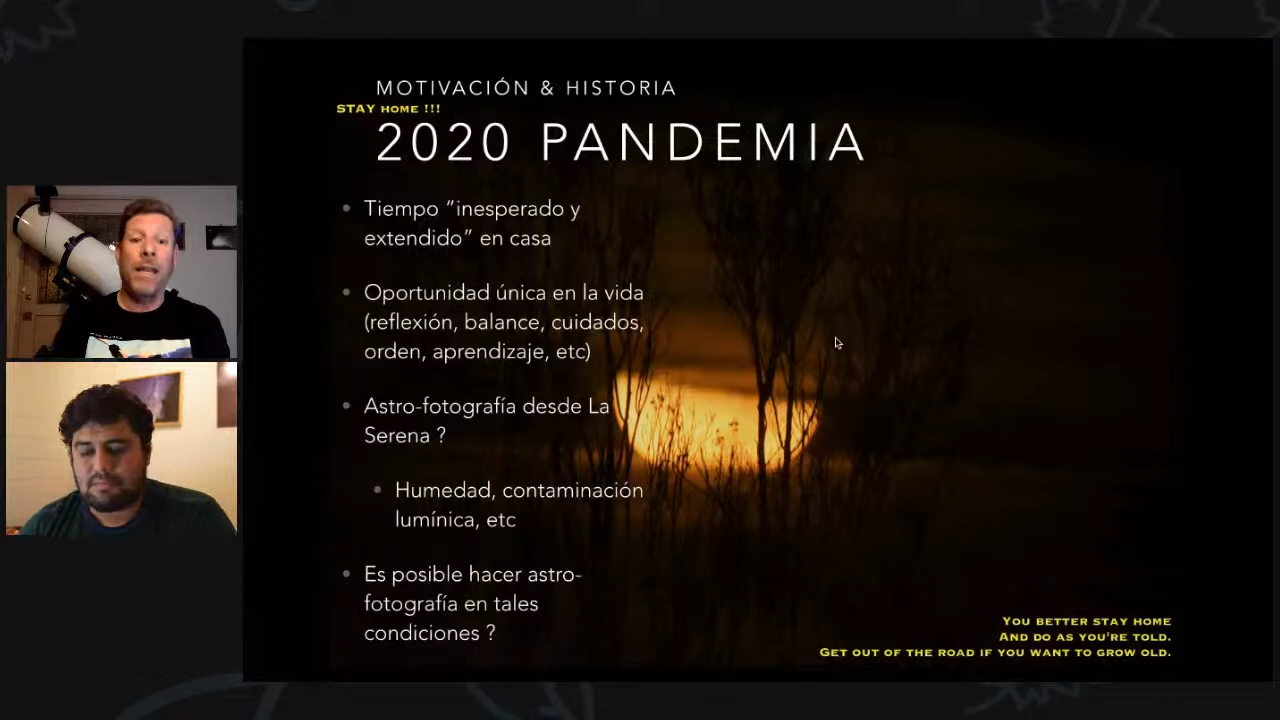 MOTIVACIÓN & HISTORIA
STAY HOME !!!
2020 PANDEMIA
• Tiempo “inesperado y
extendido” en casa
• Oportunidad única en la vida
(reflexión, balance, cuidados,
orden, aprendizaje, etc)
• Astro-fotografía desde La
Serena ?
• Humedad, contaminación
lumínica, etc
• Es posible hacer astro-
fotografía en tales
condiciones ?
YOU BETTER STAY HOME
AND DO AS YOU'RE TOLD.
GET OUT OF THE ROAD IF YOU WANT TO GROW OLD.